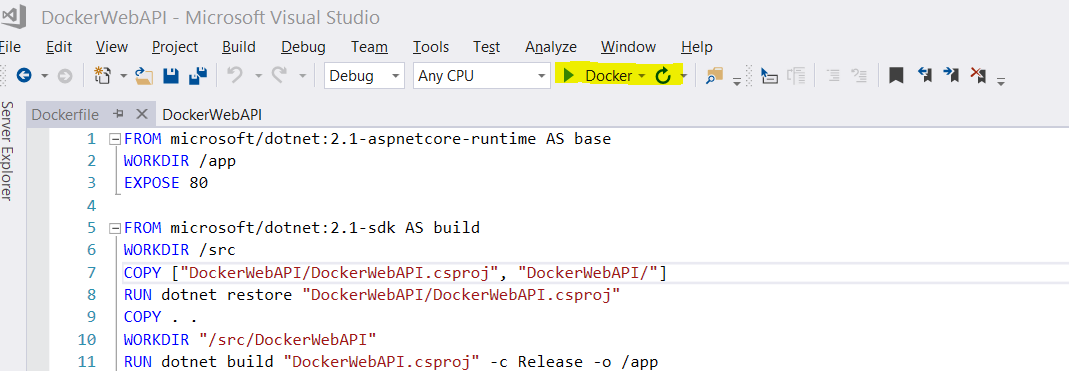 DockerWebAPI - Microsoft Visual Studio
File Edit View Project Build Debug Team Tools Test Analyze Window Help
Debug Any CPU Docker
Server Explorer
Dockerfile DockerWebAPI
1 FROM microsoft/dotnet:2.1-aspnetcore-runtime AS base
2 WORKDIR /app
3 EXPOSE 80
4
5 FROM microsoft/dotnet:2.1-sdk AS build
6 WORKDIR /src
7 COPY ["DockerWebAPI/DockerWebAPI.csproj", "DockerWebAPI/"]
8 RUN dotnet restore "DockerWebAPI/DockerWebAPI.csproj"
9 COPY . .
10 WORKDIR "/src/DockerWebAPI"
11 RUN dotnet build "DockerWebAPI.csproj" -c Release -o /app